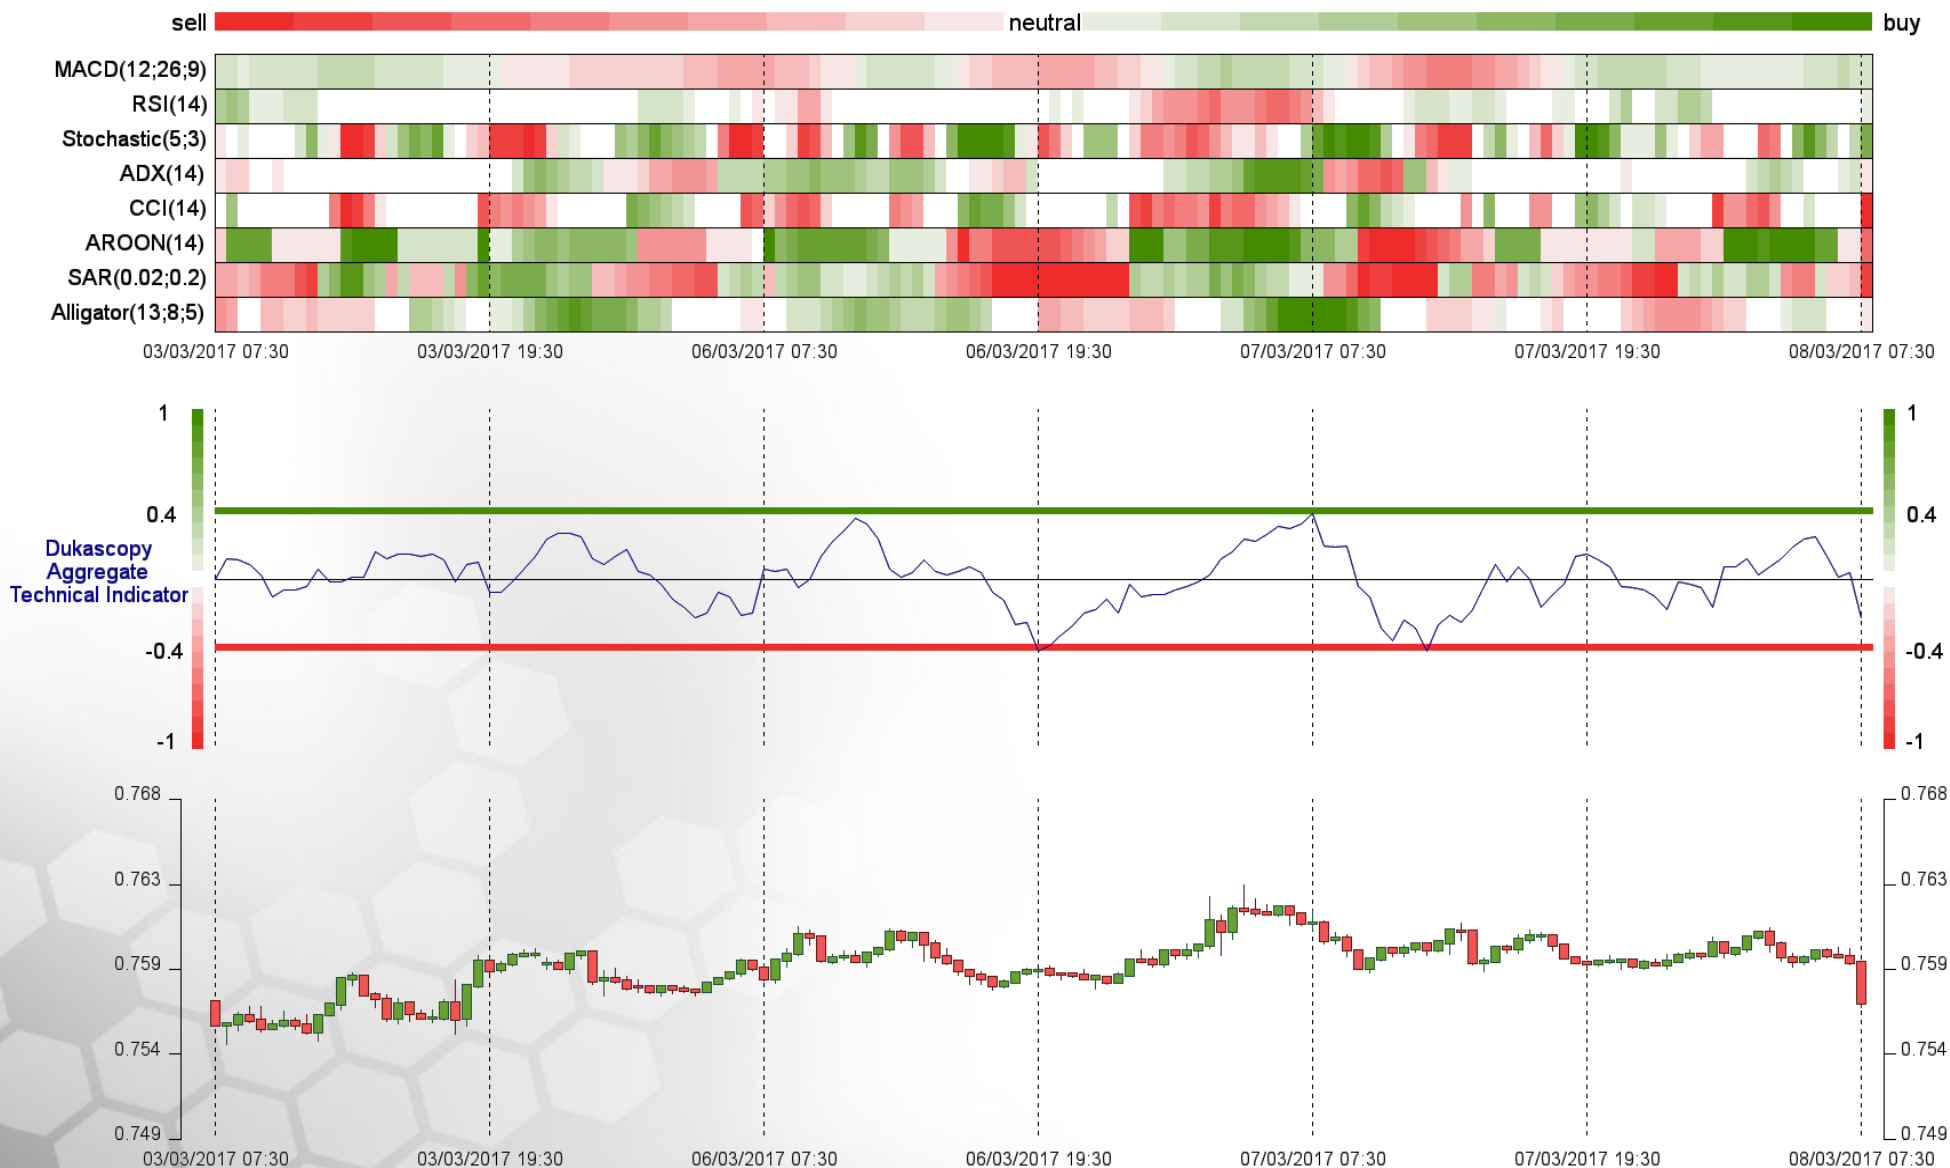 sell neutral buy
MACD(12;26;9)
RSI(14)
Stochastic(5;3)
ADX(14)
CCI(14)
AROON(14)
SAR(0.02;0.2)
Alligator(13;8;5)
03/03/2017 07:30 03/03/2017 19:30 06/03/2017 07:30 06/03/2017 19:30 07/03/2017 07:30 07/03/2017 19:30 08/03/2017 07:30
1 1
0.4 0.4
Dukascopy
Aggregate
Technical Indicator
-0.4 -0.4
-1 -1
0.768 0.768
0.763 0.763
0.759 0.759
0.754 0.754
0.749 0.749
03/03/2017 07:30 03/03/2017 19:30 06/03/2017 07:30 06/03/2017 19:30 07/03/2017 07:30 07/03/2017 19:30 08/03/2017 07:30